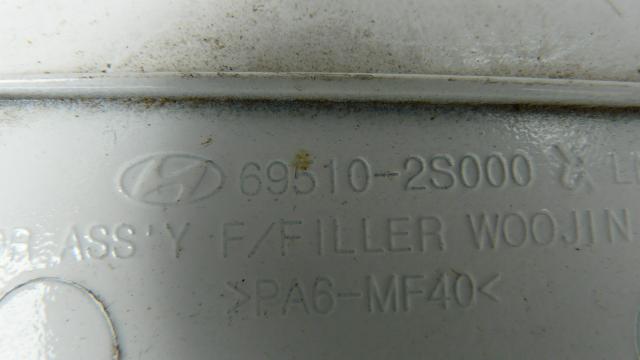 69510-2S000
ASS'Y F/FILLER WOOJIN
>PA6-MF40<